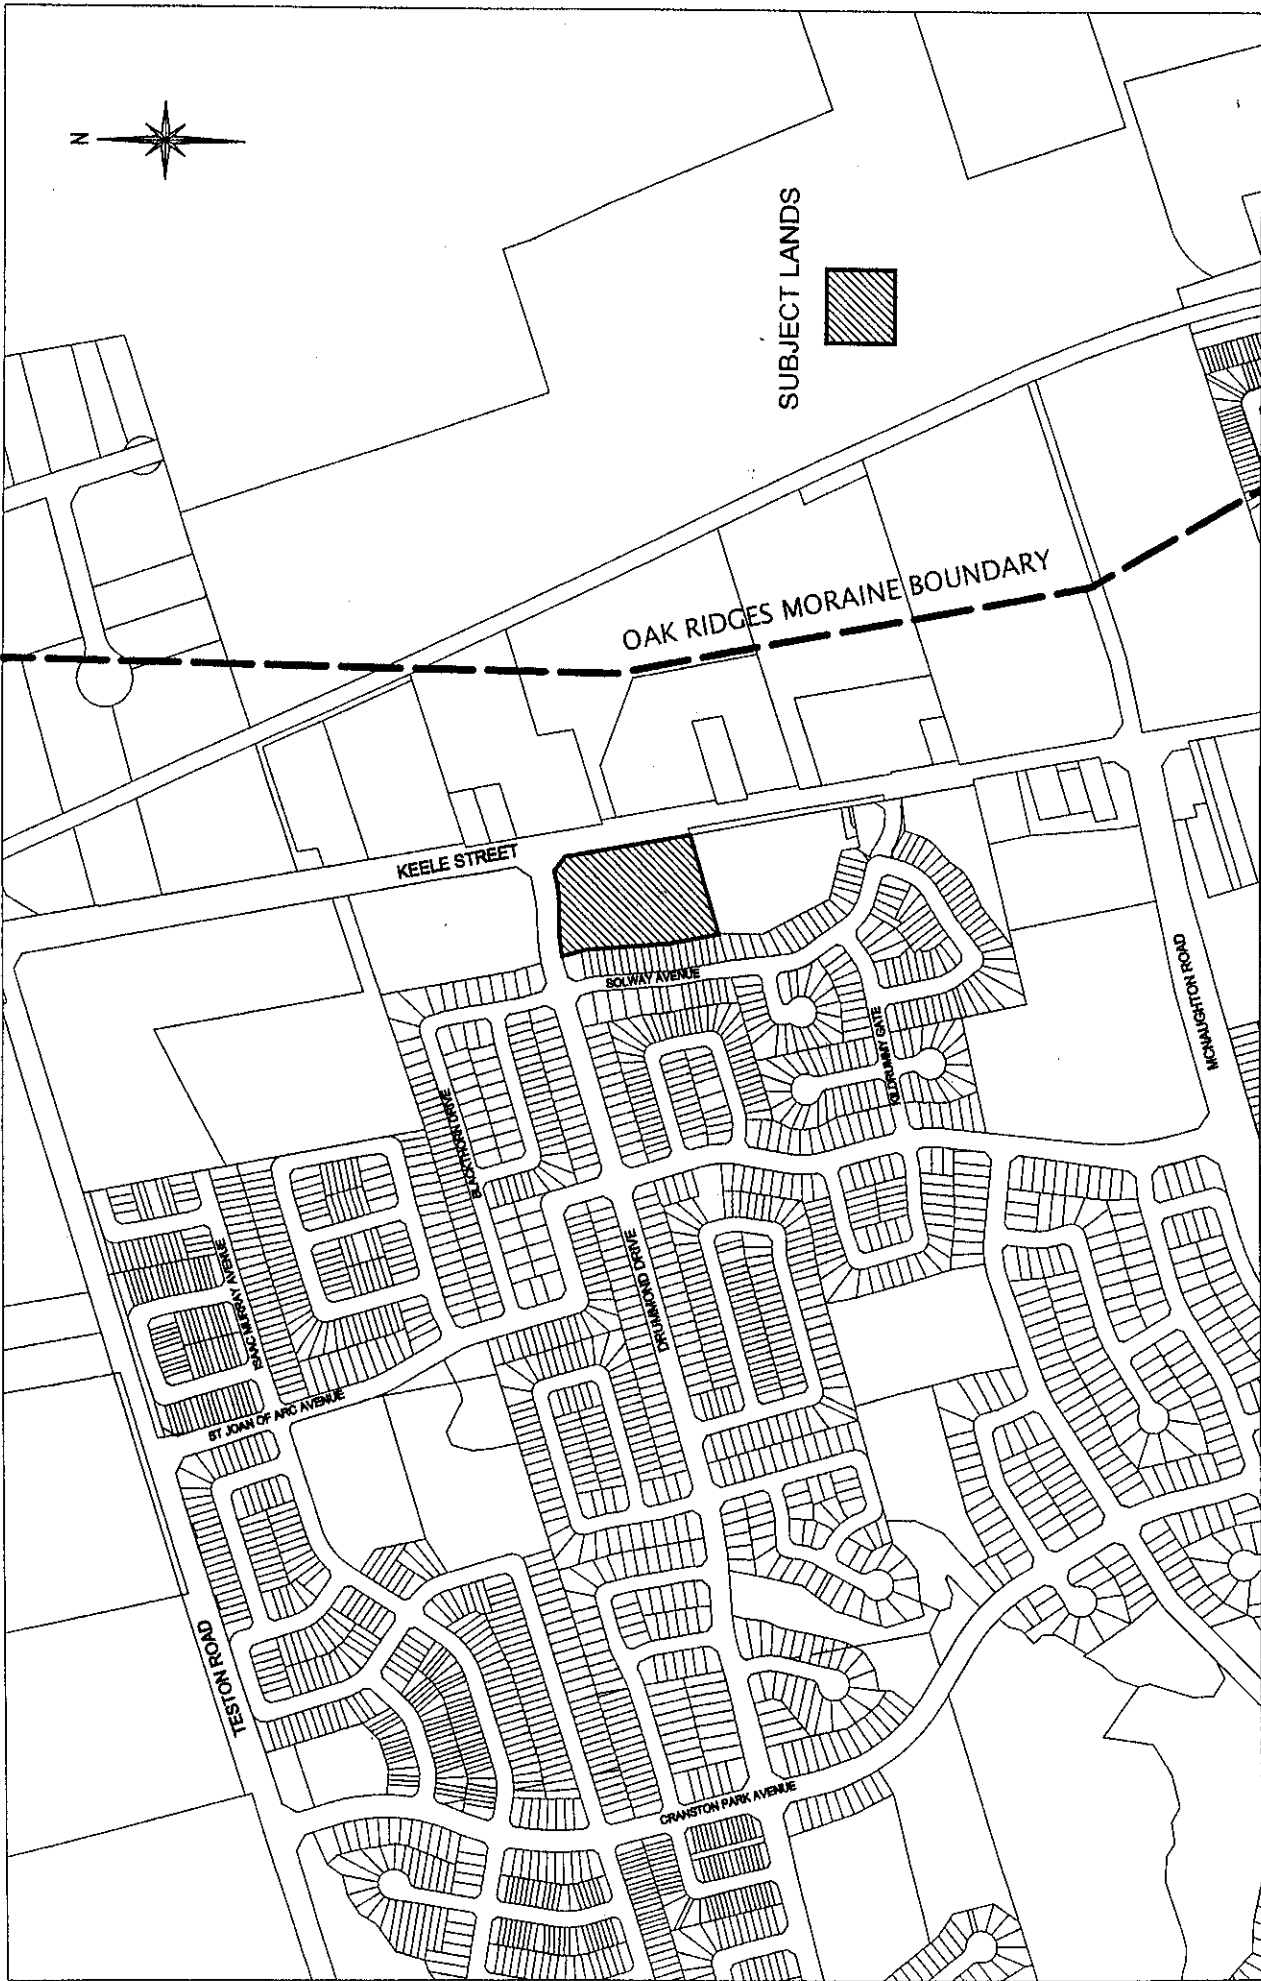 N
SUBJECT LANDS
OAK RIDGES MORAINE BOUNDARY
KEELE STREET
SOLWAY AVENUE
KILDRUMMY GATE
MCNAUGHTON ROAD
BLACKTHORN DRIVE
DRUMMOND DRIVE
ISAAC MURRAY AVENUE
ST JOAN OF ARC AVENUE
TESTON ROAD
CRANSTON PARK AVENUE